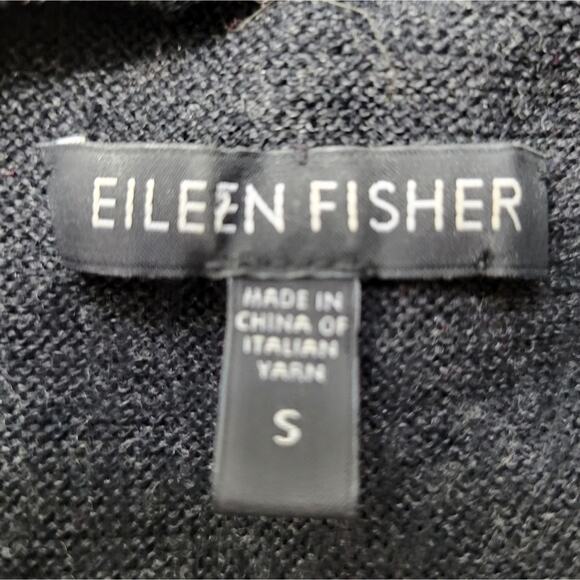 EILEEN FISHER
MADE IN
CHINA OF
ITALIAN
YARN
S